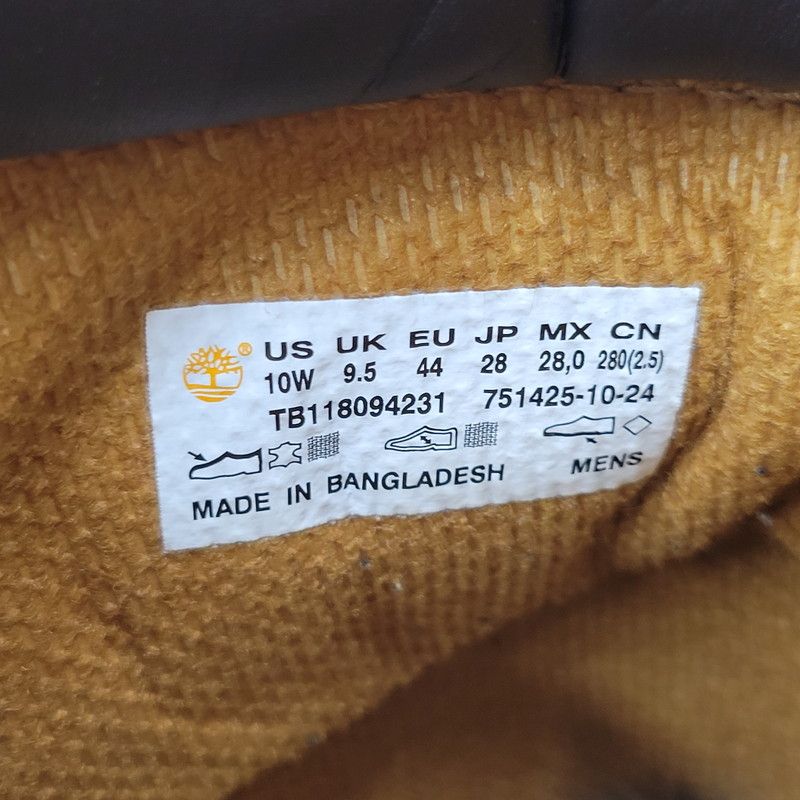 US UK EU JP MX CN
10W 9.5 44 28 28,0 280(2.5)
TB118094231 751425-10-24
MADE IN BANGLADESH MENS
®